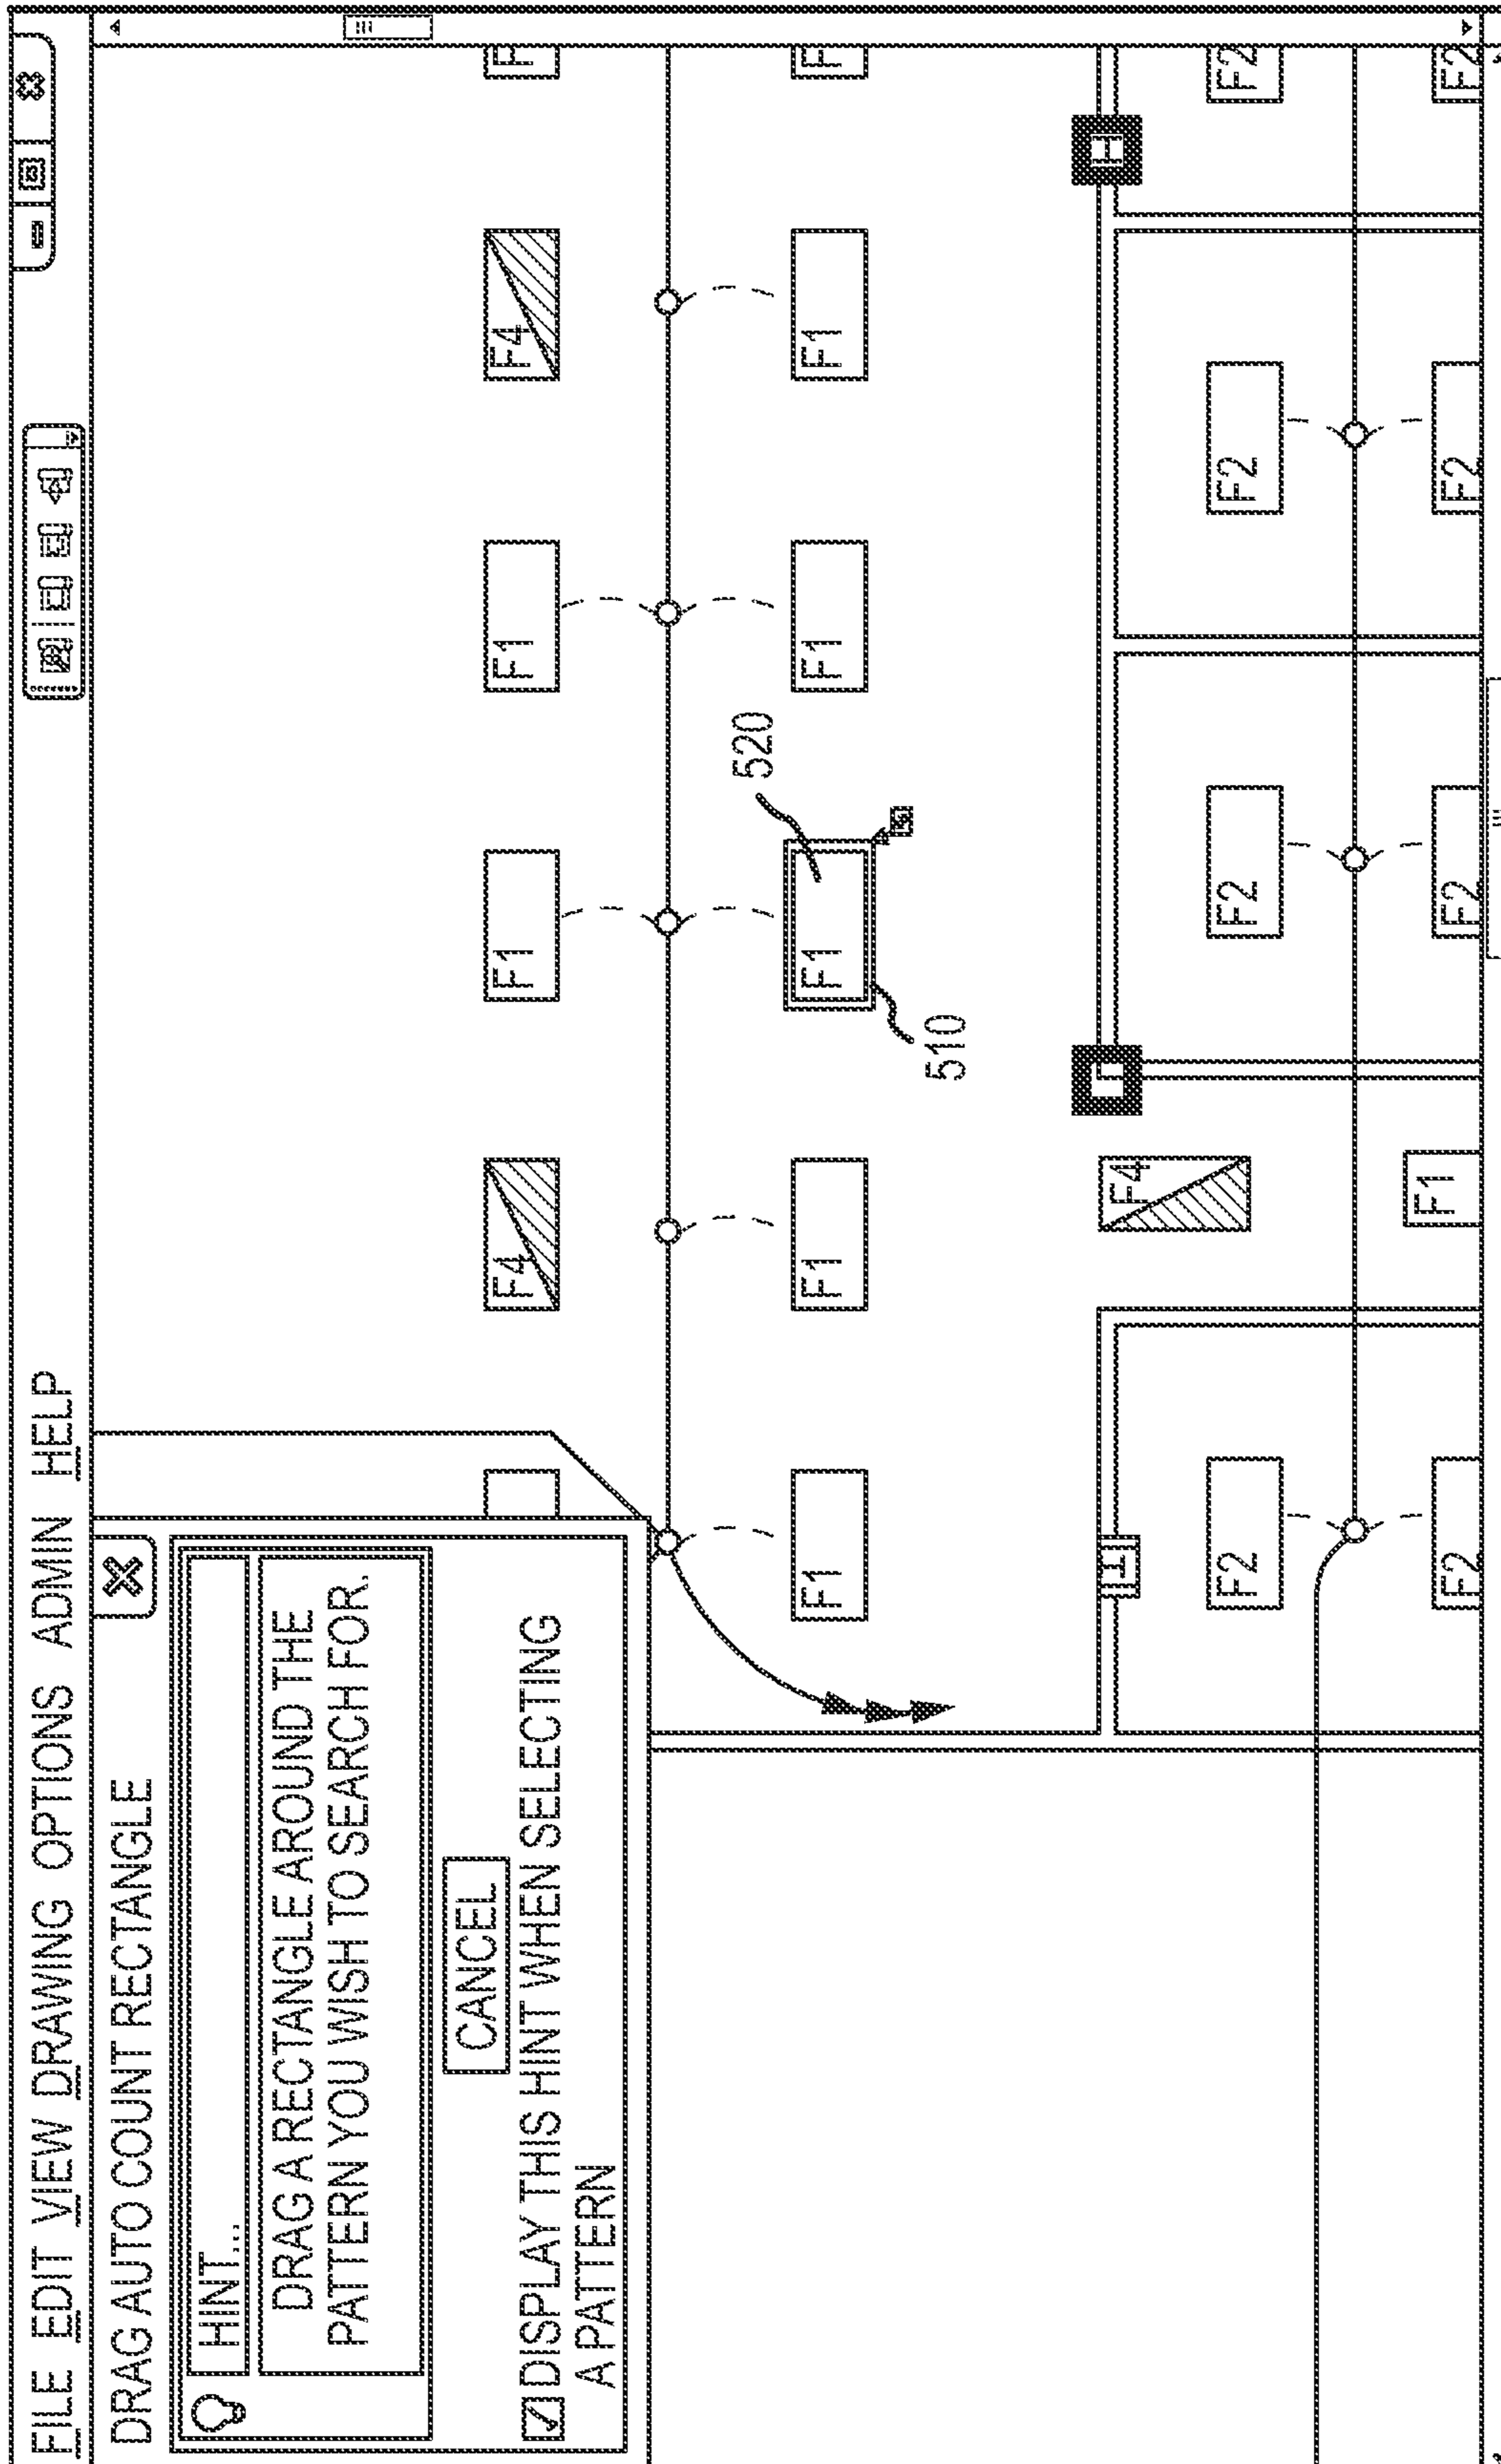 FILE EDIT VIEW DRAWING OPTIONS ADMIN HELP
DRAG AUTO COUNT RECTANGLE
HINT...
DRAG A RECTANGLE AROUND THE
PATTERN YOU WISH TO SEARCH FOR.
CANCEL
DISPLAY THIS HINT WHEN SELECTING
A PATTERN
F4 F1 F1 F4
520
F1 F1 F1 F1 F1
510
F4
F2 F2 F2 F2
F2 F1 F2 F2 F2